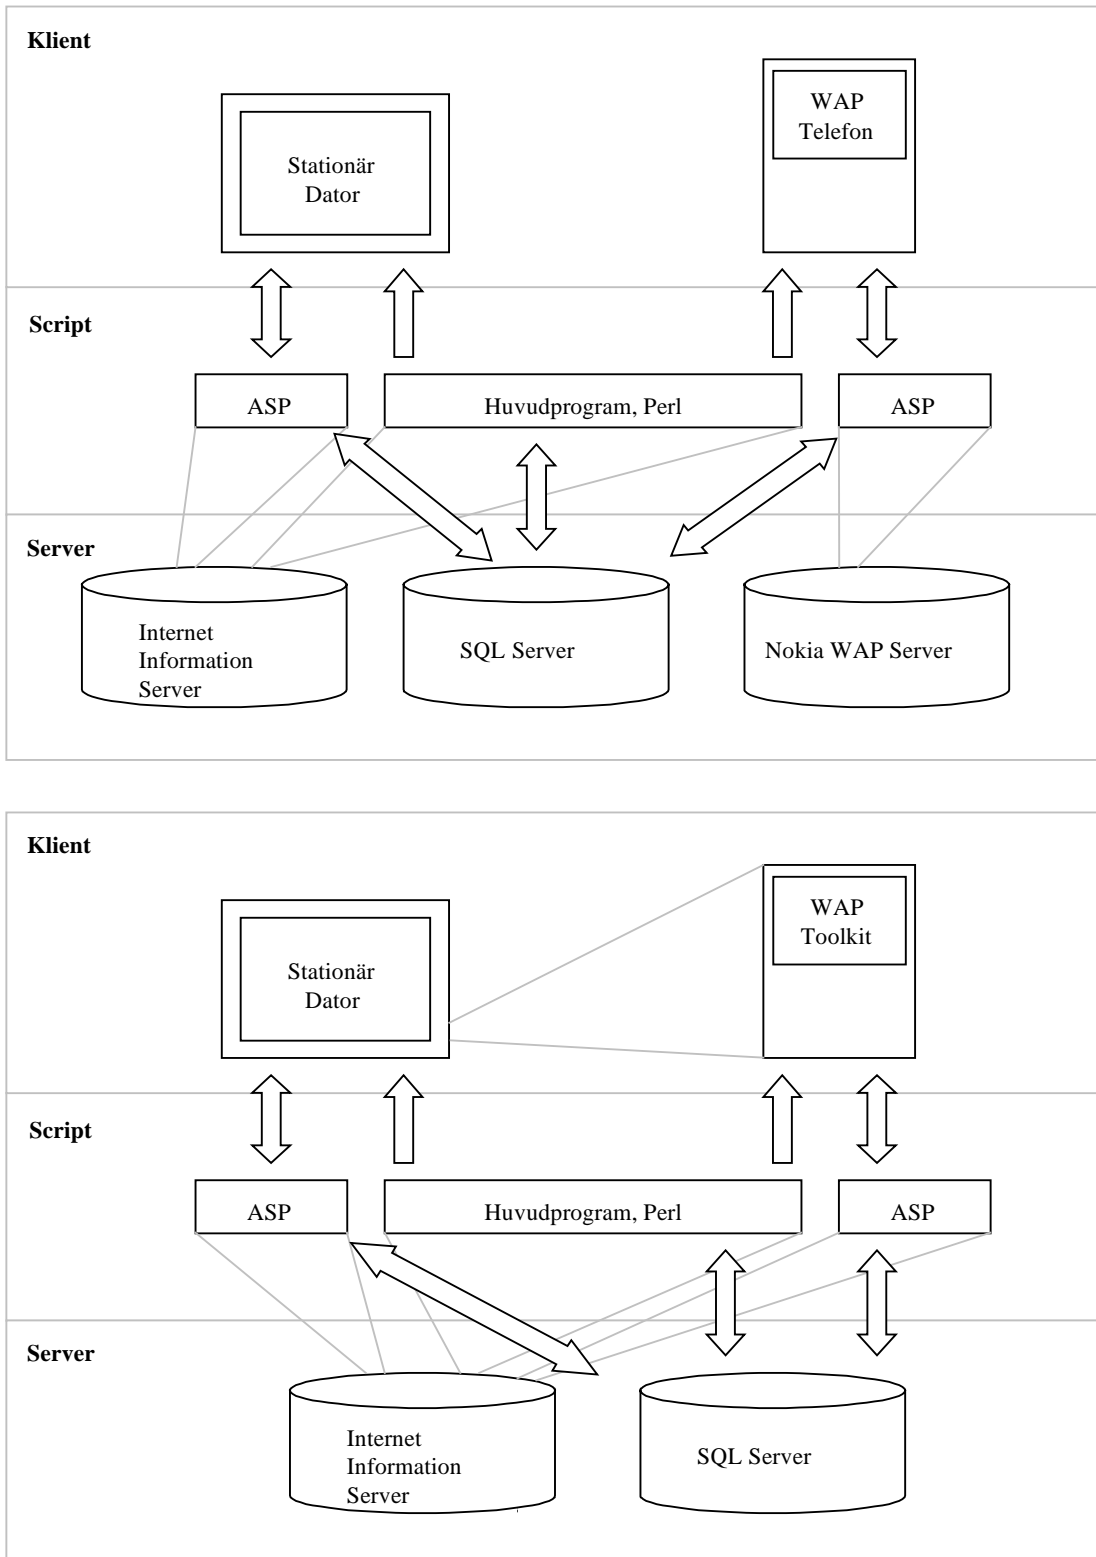 Klient
WAP
Telefon
Stationär
Dator
Script
ASP
Huvudprogram, Perl
ASP
Server
Internet
Information
Server
SQL Server
Nokia WAP Server
Klient
WAP
Toolkit
Stationär
Dator
Script
ASP
Huvudprogram, Perl
ASP
Server
Internet
Information
Server
SQL Server